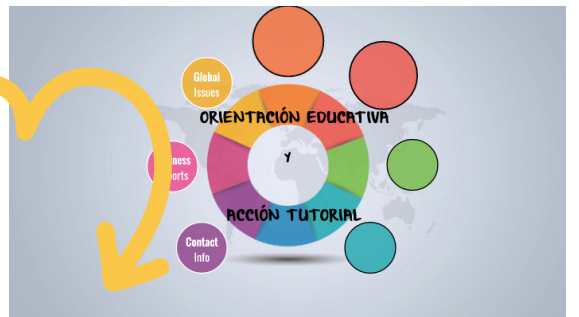 Global
Issues
ORIENTACIÓN EDUCATIVA
Y
ACCIÓN TUTORIAL
Contact
Info